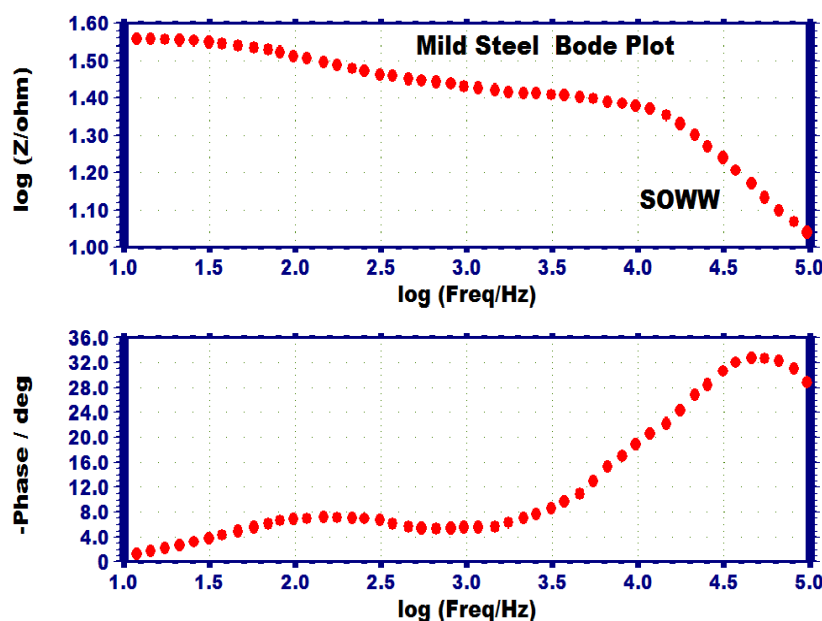 Mild Steel Bode Plot
SOWW
log (Z/ohm)
1.60
1.50
1.40
1.30
1.20
1.10
1.00
1.0 1.5 2.0 2.5 3.0 3.5 4.0 4.5 5.0
log (Freq/Hz)
-Phase / deg
36.0
32.0
28.0
24.0
20.0
16.0
12.0
8.0
4.0
0
1.0 1.5 2.0 2.5 3.0 3.5 4.0 4.5 5.0
log (Freq/Hz)